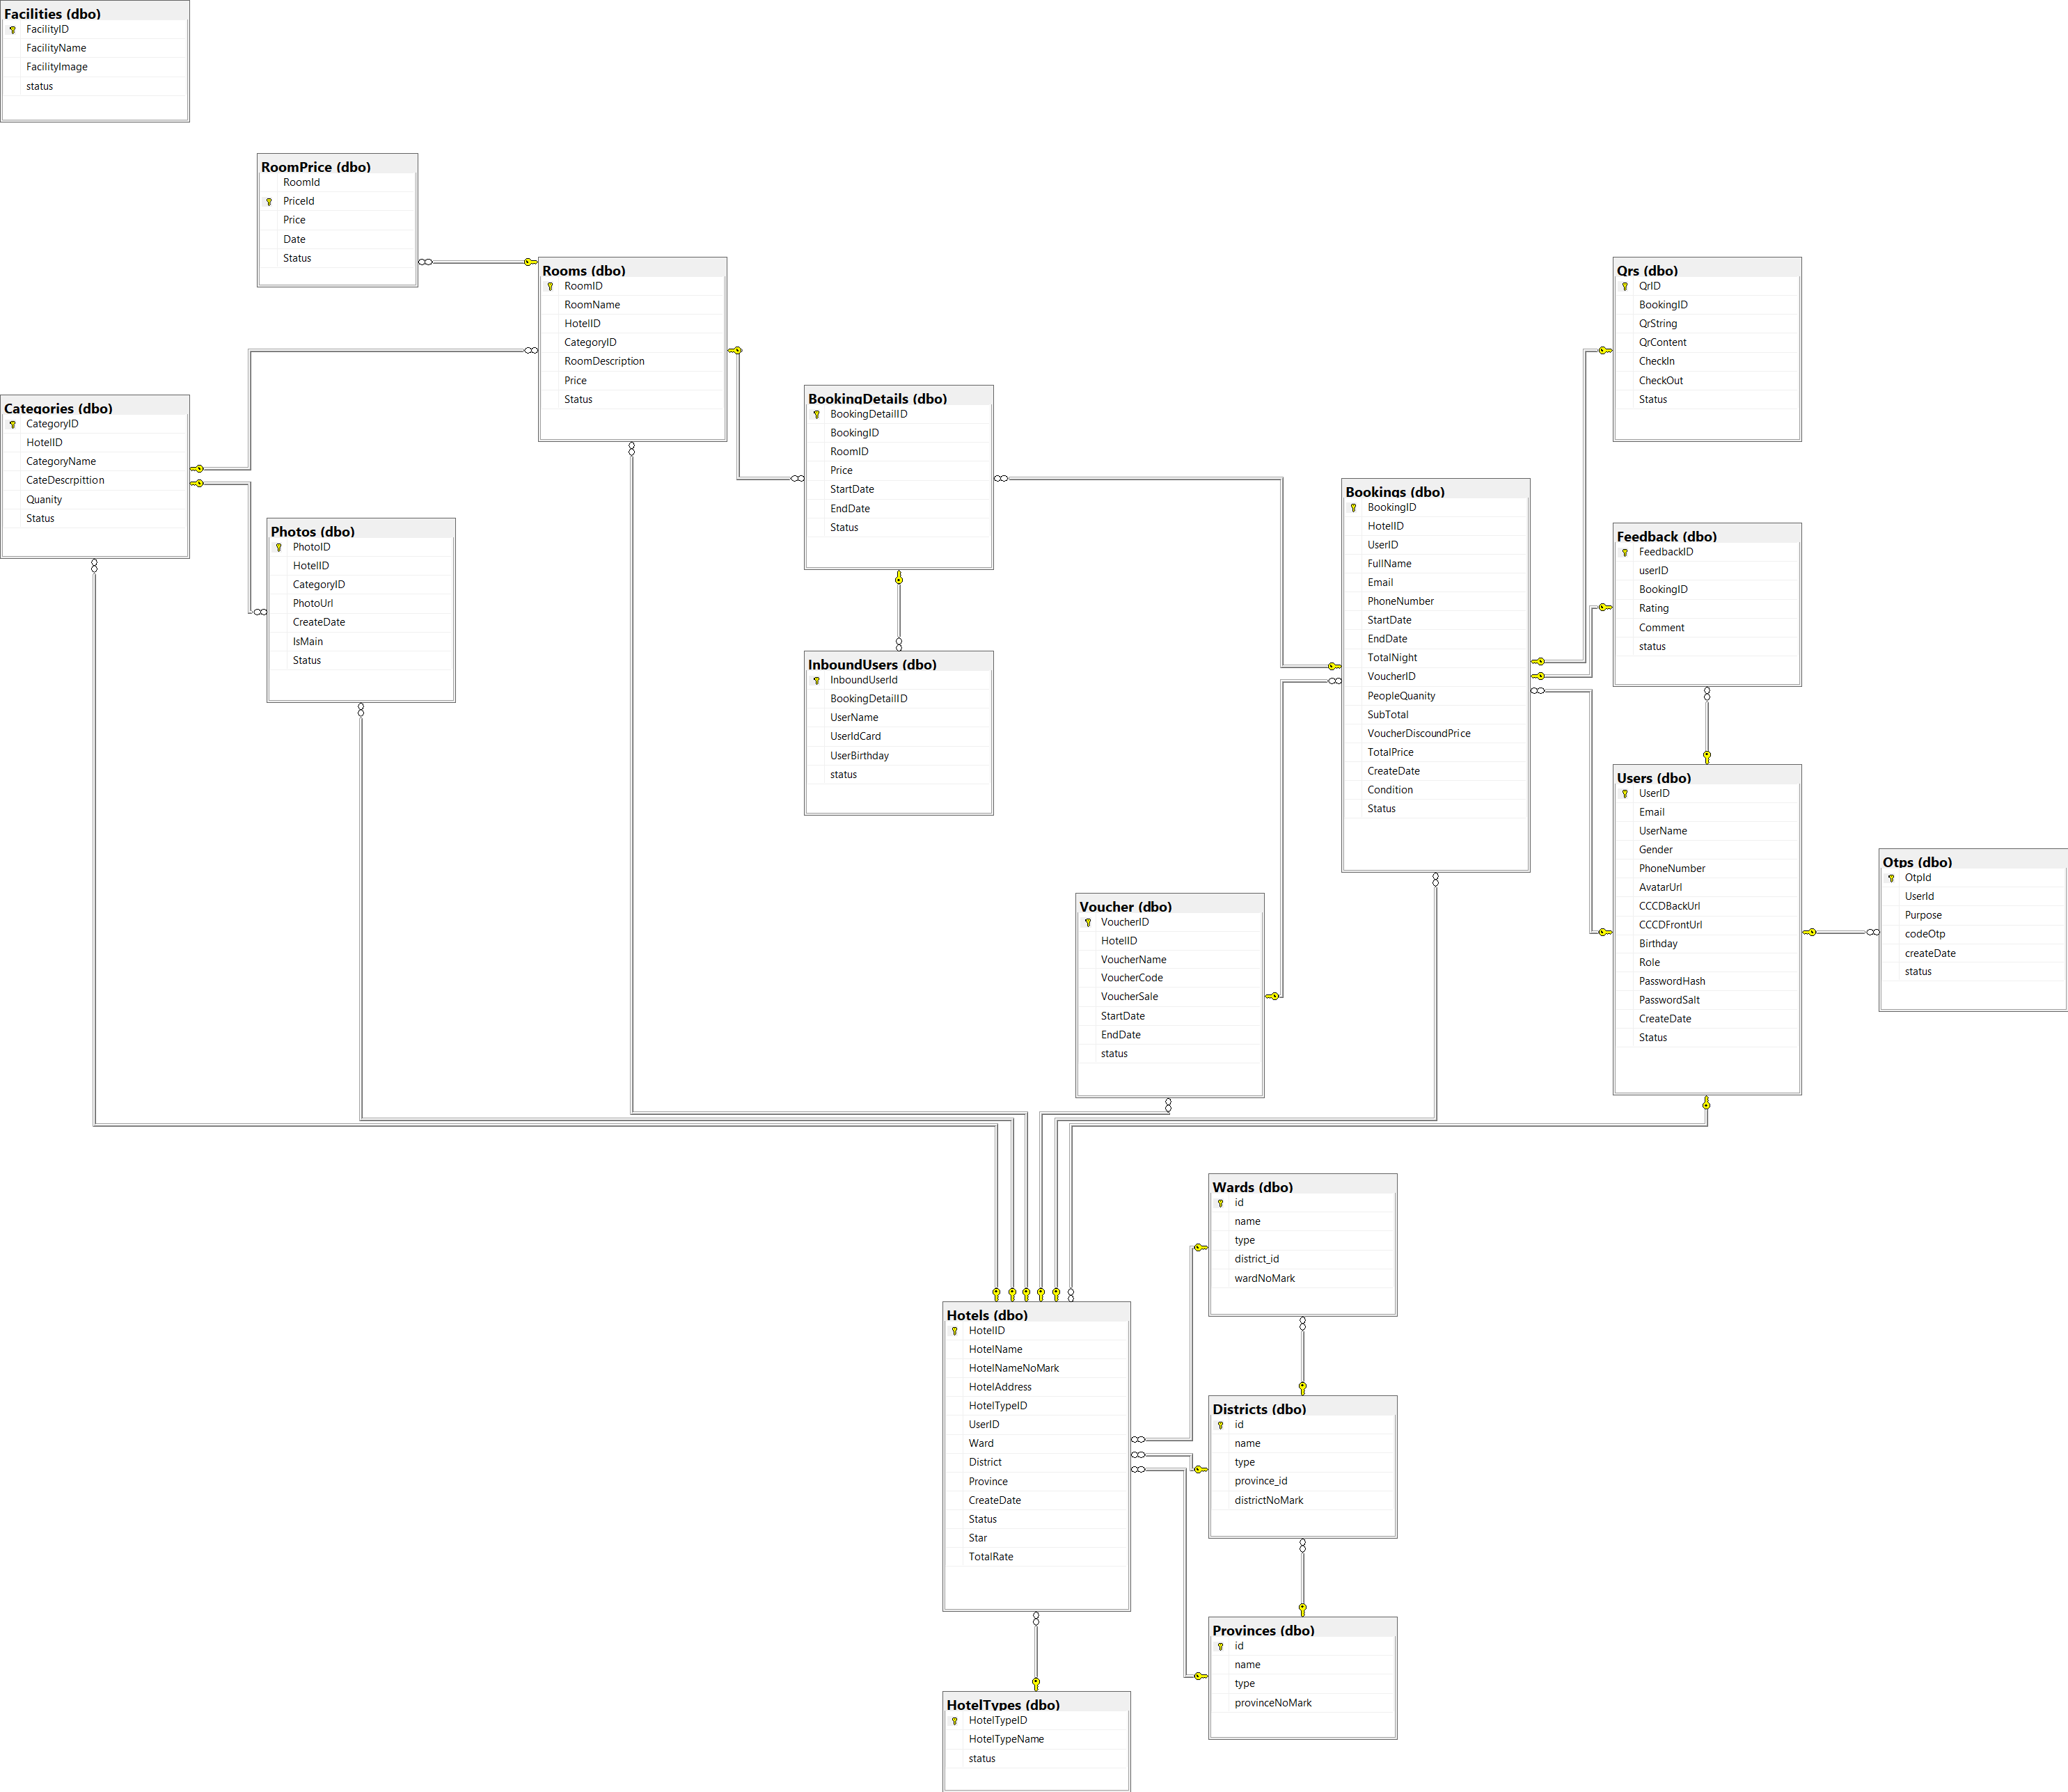 Facilities (dbo)
FacilityID
FacilityName
FacilityImage
status
RoomPrice (dbo)
RoomId
PriceId
Price
Date
Status
Rooms (dbo)
RoomID
RoomName
HotelID
CategoryID
RoomDescription
Price
Status
Qrs (dbo)
QrID
BookingID
QrString
QrContent
CheckIn
CheckOut
Status
Categories (dbo)
CategoryID
HotelID
CategoryName
CateDescrpittion
Quanity
Status
BookingDetails (dbo)
BookingDetailID
BookingID
RoomID
Price
StartDate
EndDate
Status
Bookings (dbo)
BookingID
HotelID
UserID
FullName
Email
PhoneNumber
StartDate
EndDate
TotalNight
VoucherID
PeopleQuanity
SubTotal
VoucherDiscoundPrice
TotalPrice
CreateDate
Condition
Status
Photos (dbo)
PhotoID
HotelID
CategoryID
PhotoUrl
CreateDate
IsMain
Status
Feedback (dbo)
FeedbackID
userID
BookingID
Rating
Comment
status
InboundUsers (dbo)
InboundUserId
BookingDetailID
UserName
UserIdCard
UserBirthday
status
Users (dbo)
UserID
Email
UserName
Gender
PhoneNumber
AvatarUrl
CCCDBackUrl
CCCDFrontUrl
Birthday
Role
PasswordHash
PasswordSalt
CreateDate
Status
Otps (dbo)
OtpId
UserId
Purpose
codeOtp
createDate
status
Voucher (dbo)
VoucherID
HotelID
VoucherName
VoucherCode
VoucherSale
StartDate
EndDate
status
Wards (dbo)
id
name
type
district_id
wardNoMark
Hotels (dbo)
HotelID
HotelName
HotelNameNoMark
HotelAddress
HotelTypeID
UserID
Ward
District
Province
CreateDate
Status
Star
TotalRate
Districts (dbo)
id
name
type
province_id
districtNoMark
Provinces (dbo)
id
name
type
provinceNoMark
HotelTypes (dbo)
HotelTypeID
HotelTypeName
status